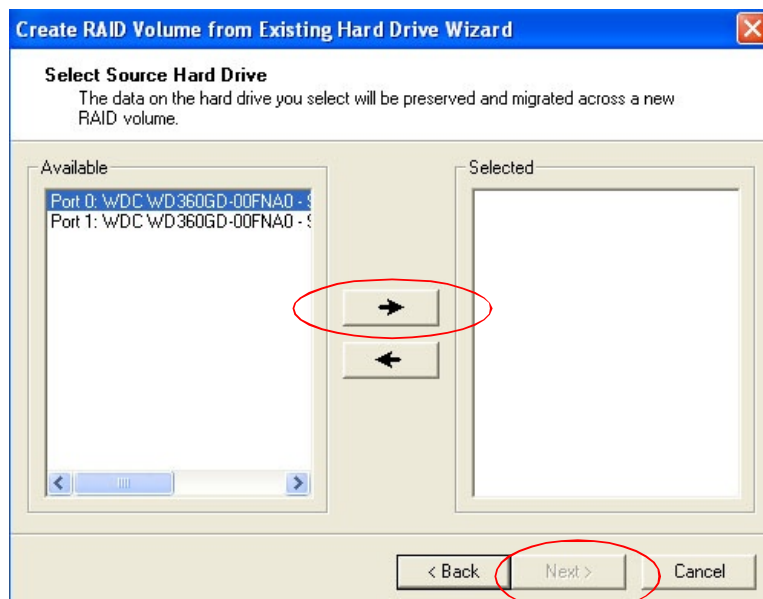 Create RAID Volume from Existing Hard Drive Wizard
Select Source Hard Drive
The data on the hard drive you select will be preserved and migrated across a new
RAID volume.
Available
Selected
Port 0: WDC WD360GD-00FNA0 -
Port 1: WDC WD360GD-00FNA0 -
< Back
Next >
Cancel